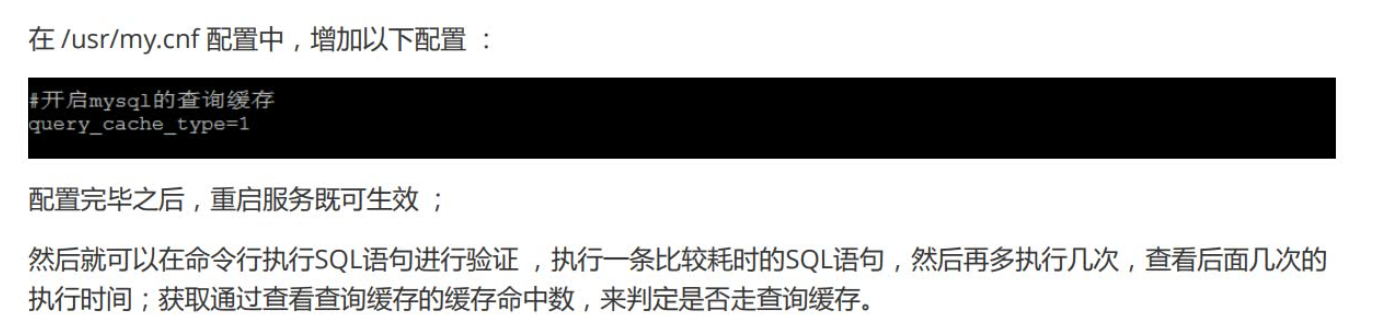 在 /usr/my.cnf 配置中，增加以下配置 ：
#开启mysql的查询缓存
query_cache_type=1
配置完毕之后，重启服务既可生效 ；
然后就可以在命令行执行SQL语句进行验证 ，执行一条比较耗时的SQL语句，然后再多执行几次，查看后面几次的
执行时间；获取通过查看查询缓存的缓存命中数，来判定是否走查询缓存。